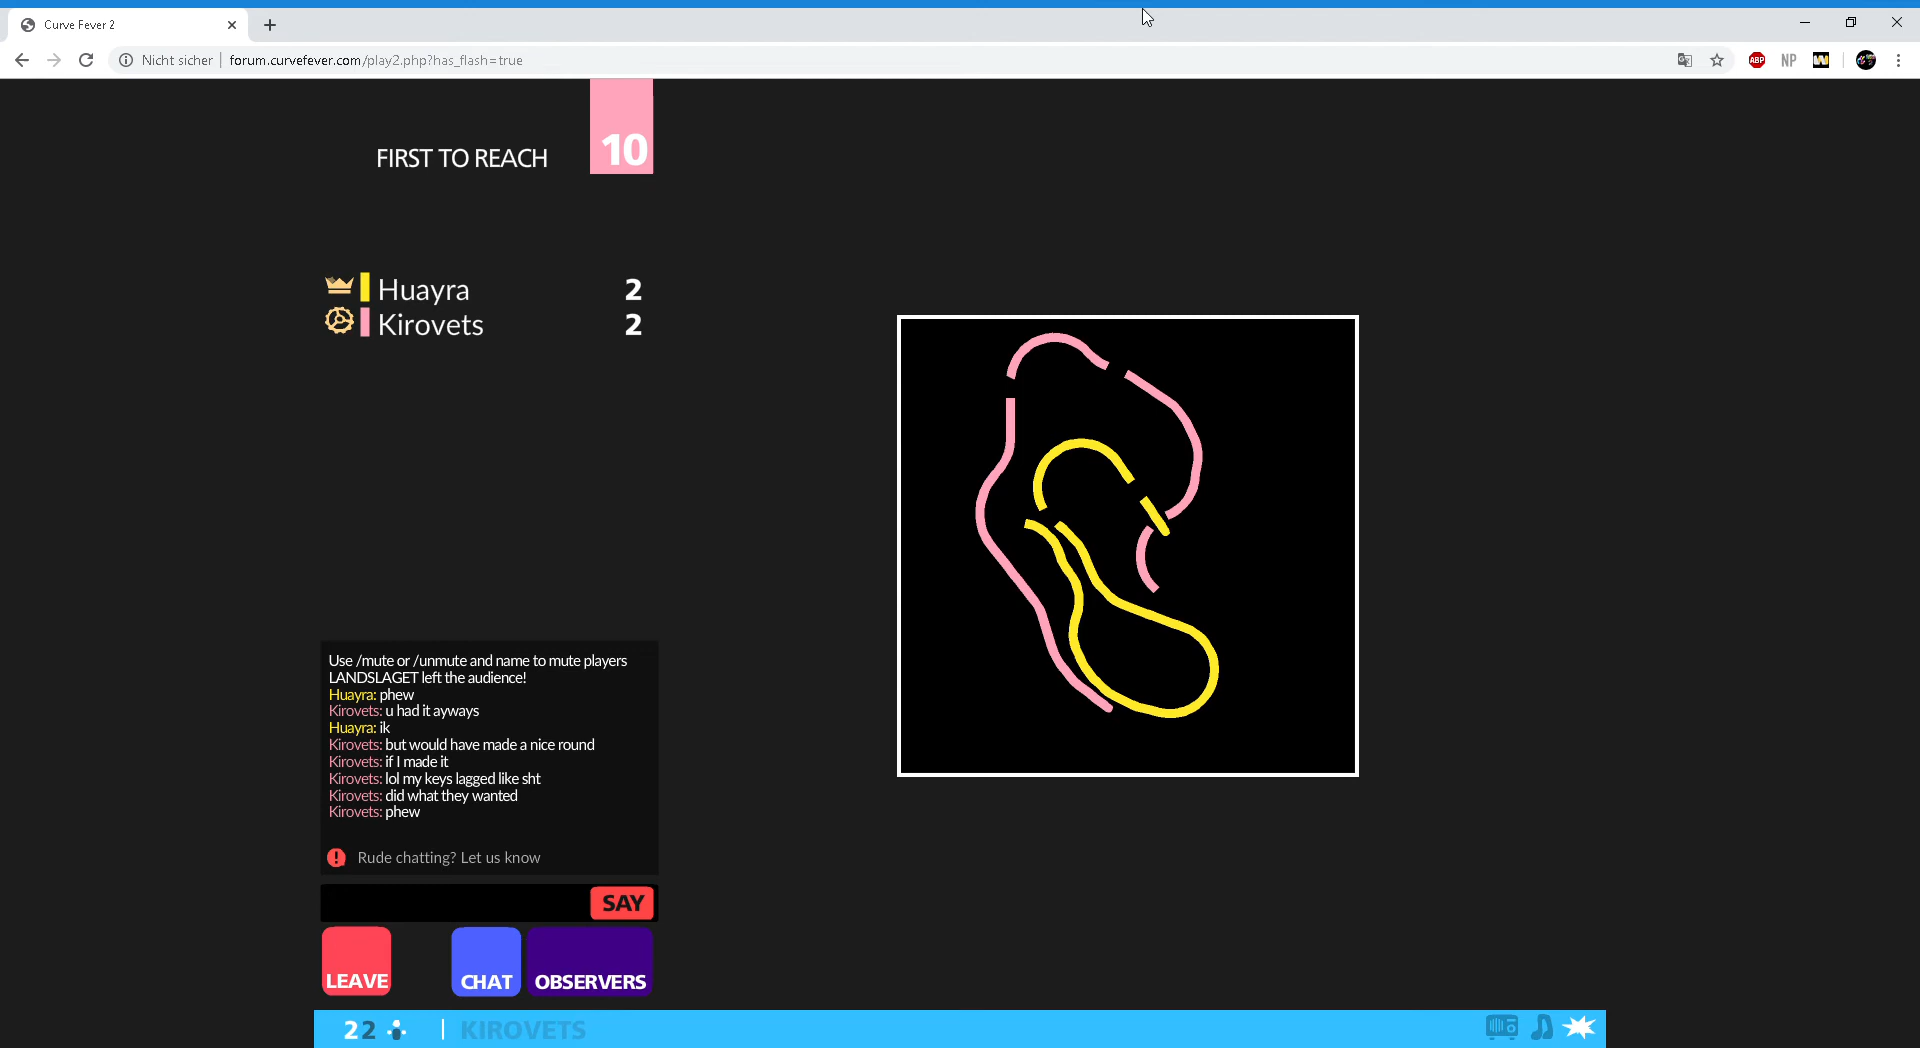 Curve Fever 2
Nicht sicher
forum.curvefever.com/play2.php?has_flash=true
ABP
NP
W
FIRST TO REACH
10
Huayra 2
Kirovets 2
Use /mute or /unmute and name to mute players
LANDSLAGET left the audience!
Huayra: phew
Kirovets: u had it ayways
Huayra: ik
Kirovets: but would have made a nice round
Kirovets: if I made it
Kirovets: lol my keys lagged like sht
Kirovets: did what they wanted
Kirovets: phew
Rude chatting? Let us know
SAY
LEAVE
CHAT
OBSERVERS
22
KIROVETS